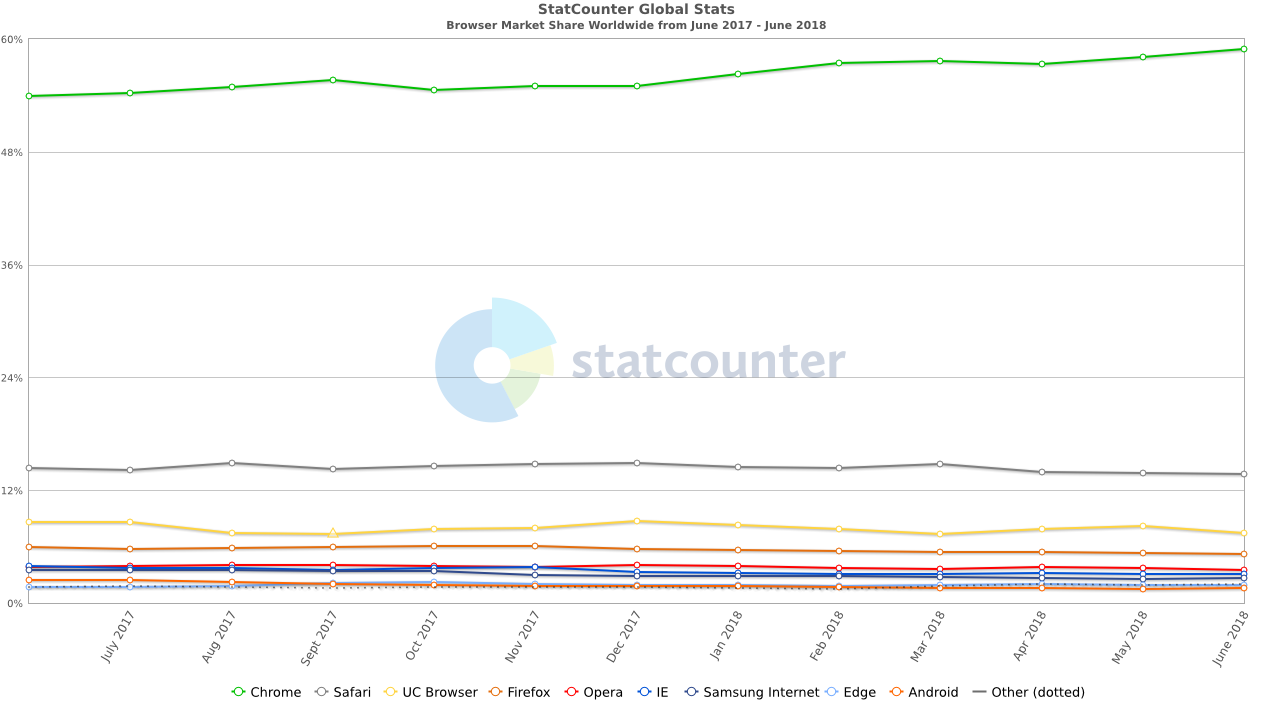 StatCounter Global Stats
Browser Market Share Worldwide from June 2017 - June 2018
60%
48%
36%
24%
12%
0%
statcounter
July 2017
Aug 2017
Sept 2017
Oct 2017
Nov 2017
Dec 2017
Jan 2018
Feb 2018
Mar 2018
Apr 2018
May 2018
June 2018
Chrome Safari UC Browser Firefox Opera IE Samsung Internet Edge Android Other (dotted)